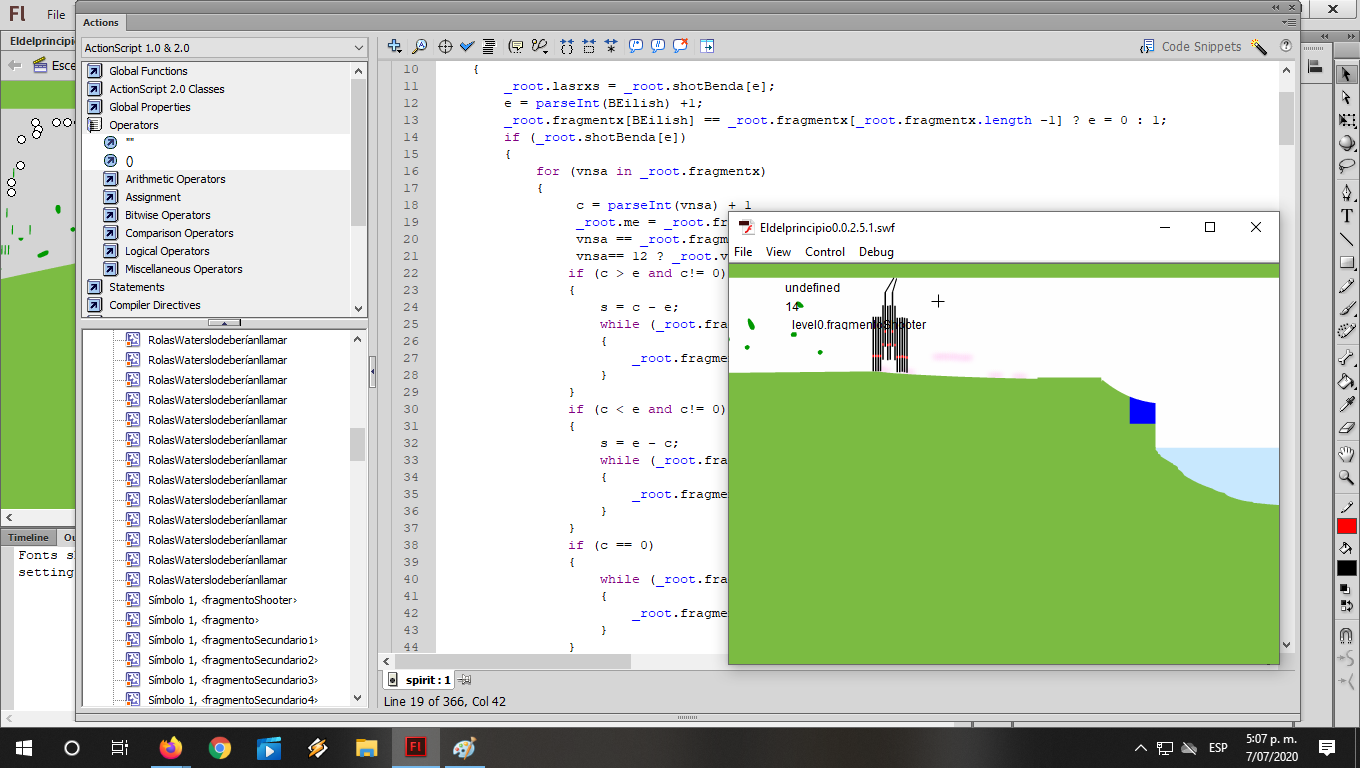 Fl File
Actions
Eldelprincipio
ActionScript 1.0 & 2.0
Code Snippets
Esce
Global Functions
ActionScript 2.0 Classes
Global Properties
Operators
""
()
Arithmetic Operators
Assignment
Bitwise Operators
Comparison Operators
Logical Operators
Miscellaneous Operators
Statements
Compiler Directives
RolasWaterslodeberíanllamar
RolasWaterslodeberíanllamar
RolasWaterslodeberíanllamar
RolasWaterslodeberíanllamar
RolasWaterslodeberíanllamar
RolasWaterslodeberíanllamar
RolasWaterslodeberíanllamar
RolasWaterslodeberíanllamar
RolasWaterslodeberíanllamar
RolasWaterslodeberíanllamar
RolasWaterslodeberíanllamar
RolasWaterslodeberíanllamar
RolasWaterslodeberíanllamar
Símbolo 1, <fragmentoShooter>
Símbolo 1, <fragmento>
Símbolo 1, <fragmentoSecundario1>
Símbolo 1, <fragmentoSecundario2>
Símbolo 1, <fragmentoSecundario3>
Símbolo 1, <fragmentoSecundario4>
Timeline Ou
Fonts s
setting
10 {
11 _root.lasrxs = _root.shotBenda[e];
12 e = parseInt(BEilish) +1;
13 _root.fragmentx[BEilish] == _root.fragmentx[_root.fragmentx.length -1] ? e = 0 : 1;
14 if (_root.shotBenda[e])
15 {
16 for (vnsa in _root.fragmentx)
17 {
18 c = parseInt(vnsa) + 1
19 _root.me = _root.fr
20 vnsa == _root.fragm
21 vnsa== 12 ? _root.v
22 if (c > e and c!= 0)
23 {
24 s = c - e;
25 while (_root.fra
26 {
27 _root.fragme
28 }
29 }
30 if (c < e and c!= 0)
31 {
32 s = e - c;
33 while (_root.fra
34 {
35 _root.fragme
36 }
37 }
38 if (c == 0)
39 {
40 while (_root.fra
41 {
42 _root.fragme
43 }
44 }
spirit : 1
Line 19 of 366, Col 42
Eldelprincipio0.0.2.5.1.swf
File View Control Debug
undefined
14
level0.fragmentoShooter
T
Fl
ESP
5:07 p. m.
7/07/2020